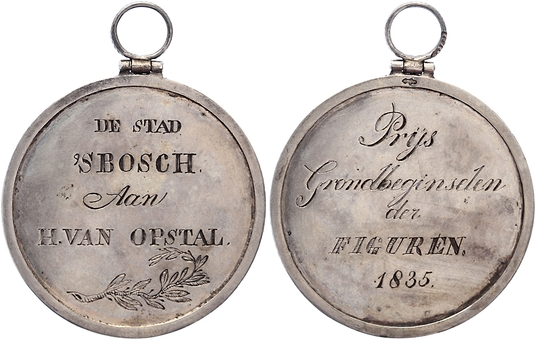 DE STAD
'SBOSCH.
Aan
H. VAN OPSTAL.
Prijs
Grondbeginselen
der
FIGUREN.
1835.